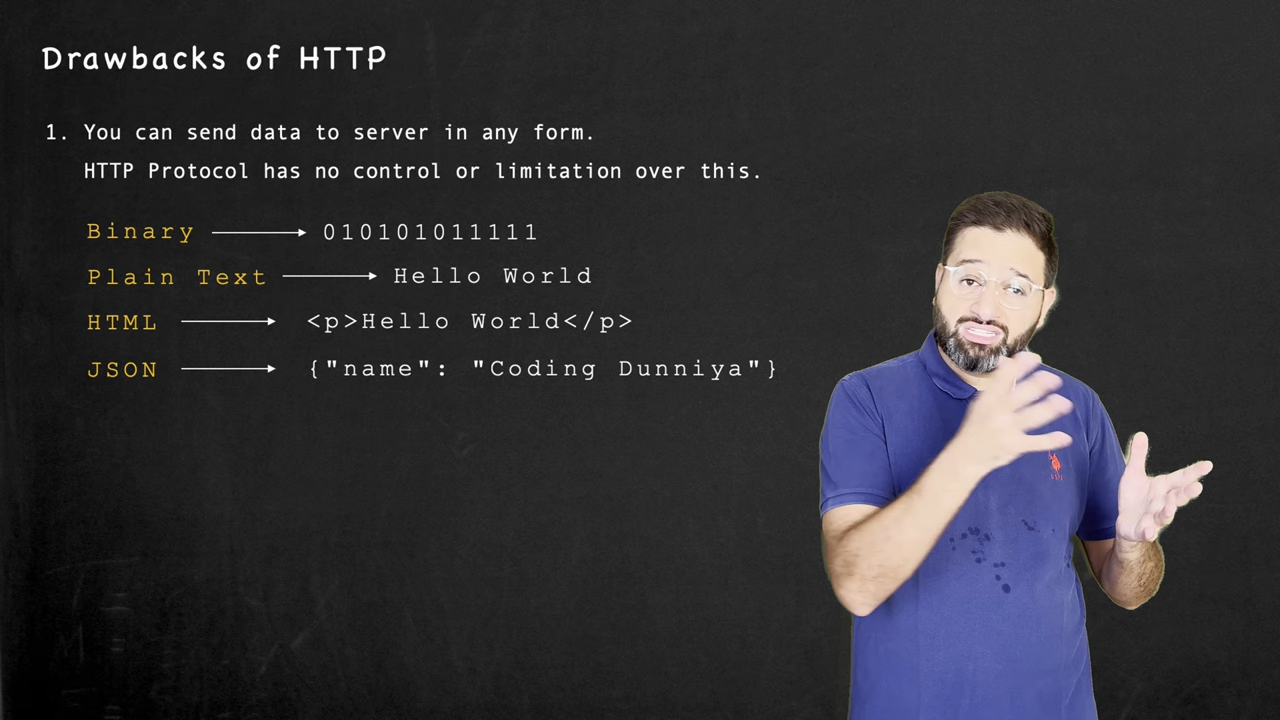 Drawbacks of HTTP
1. You can send data to server in any form.
HTTP Protocol has no control or limitation over this.
Binary 010101011111
Plain Text Hello World
HTML <p>Hello World</p>
JSON {"name": "Coding Dunniya"}